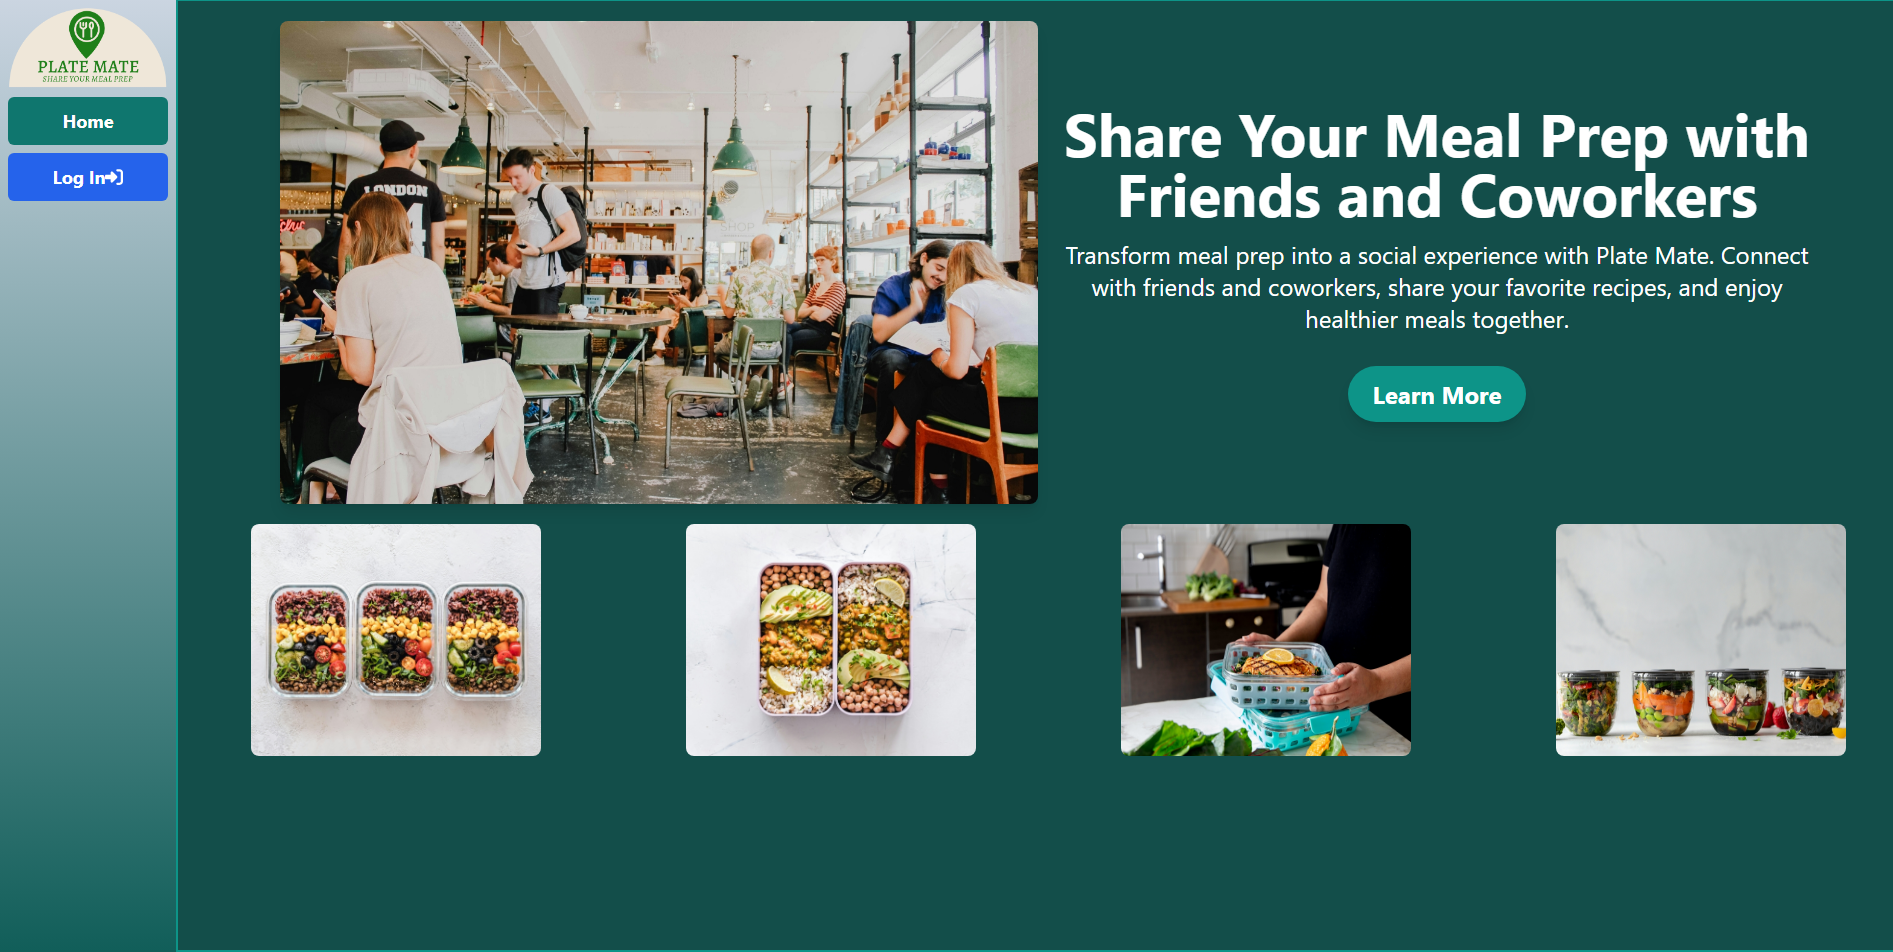 PLATE MATE
SHARE YOUR MEAL PREP
Home
Log In
LONDON
SHOP
Share Your Meal Prep with
Friends and Coworkers
Transform meal prep into a social experience with Plate Mate. Connect
with friends and coworkers, share your favorite recipes, and enjoy
healthier meals together.
Learn More